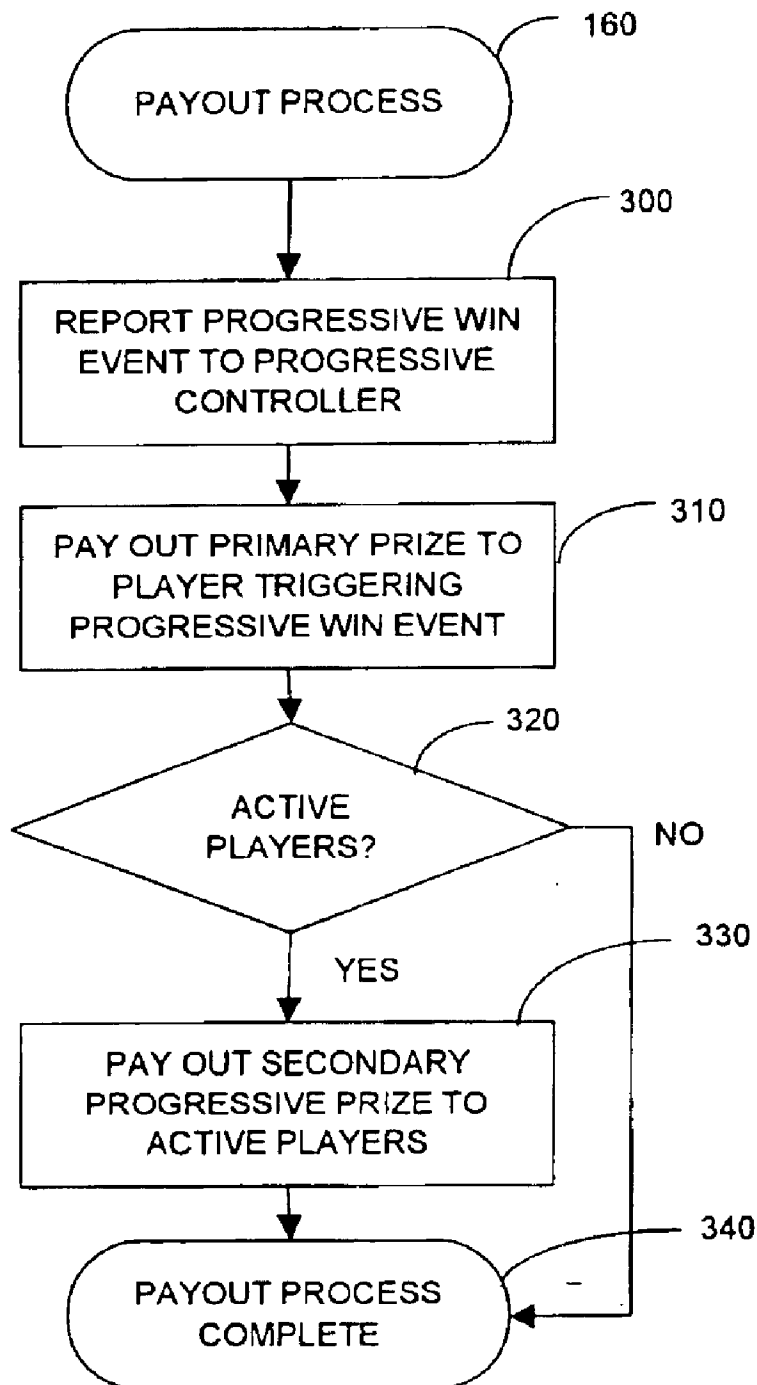 160
PAYOUT PROCESS
300
REPORT PROGRESSIVE WIN
EVENT TO PROGRESSIVE
CONTROLLER
310
PAY OUT PRIMARY PRIZE TO
PLAYER TRIGGERING
PROGRESSIVE WIN EVENT
320
ACTIVE
PLAYERS?
NO
YES
330
PAY OUT SECONDARY
PROGRESSIVE PRIZE TO
ACTIVE PLAYERS
340
PAYOUT PROCESS
COMPLETE